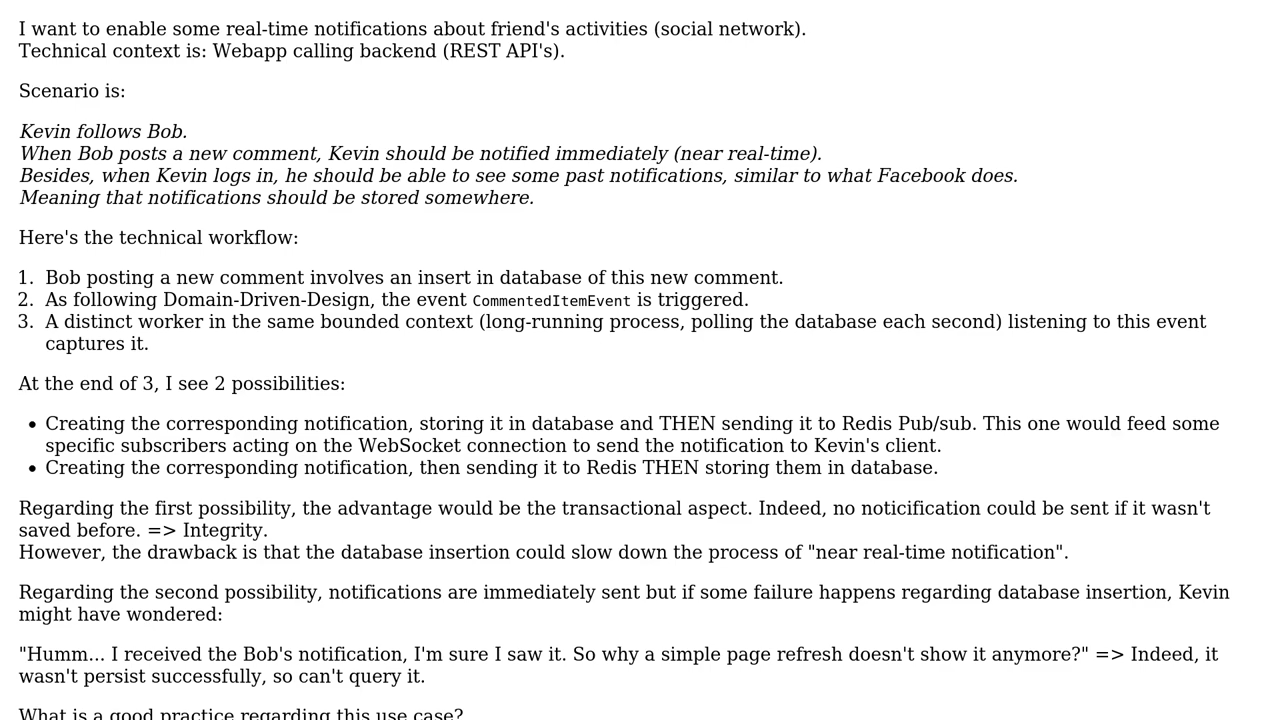 I want to enable some real-time notifications about friend's activities (social network).
Technical context is: Webapp calling backend (REST API's).
Scenario is:
Kevin follows Bob.
When Bob posts a new comment, Kevin should be notified immediately (near real-time).
Besides, when Kevin logs in, he should be able to see some past notifications, similar to what Facebook does.
Meaning that notifications should be stored somewhere.
Here's the technical workflow:
1. Bob posting a new comment involves an insert in database of this new comment.
2. As following Domain-Driven-Design, the event CommentedItemEvent is triggered.
3. A distinct worker in the same bounded context (long-running process, polling the database each second) listening to this event
captures it.
At the end of 3, I see 2 possibilities:
• Creating the corresponding notification, storing it in database and THEN sending it to Redis Pub/sub. This one would feed some
specific subscribers acting on the WebSocket connection to send the notification to Kevin's client.
• Creating the corresponding notification, then sending it to Redis THEN storing them in database.
Regarding the first possibility, the advantage would be the transactional aspect. Indeed, no noticification could be sent if it wasn't
saved before. => Integrity.
However, the drawback is that the database insertion could slow down the process of "near real-time notification".
Regarding the second possibility, notifications are immediately sent but if some failure happens regarding database insertion, Kevin
might have wondered:
"Humm... I received the Bob's notification, I'm sure I saw it. So why a simple page refresh doesn't show it anymore?" => Indeed, it
wasn't persist successfully, so can't query it.
What is a good practice regarding this use case?